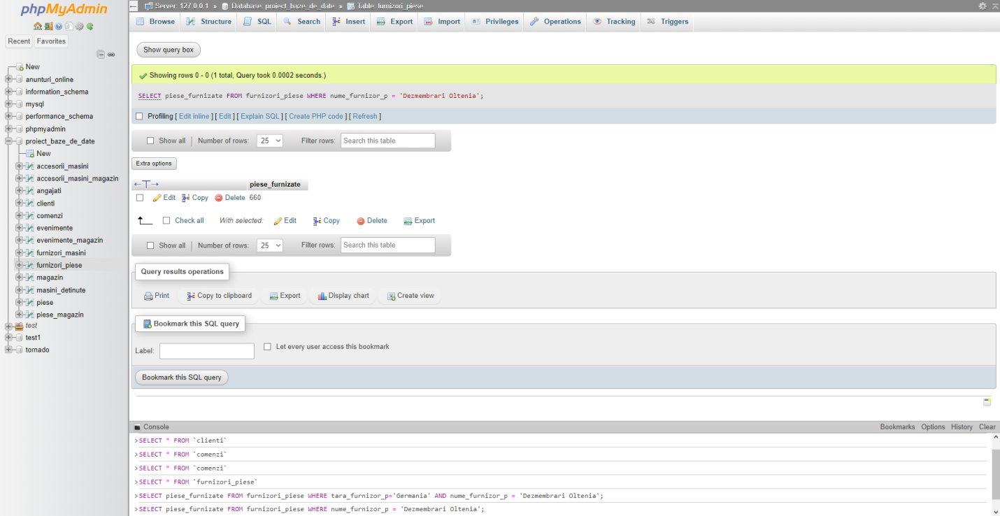 phpMyAdmin
Recent Favorites
New
anunturi_online
information_schema
mysql
performance_schema
phpmyadmin
proiect_baze_de_date
New
accesorii_masini
accesorii_masini_magazin
angajati
clienti
comenzi
evenimente
evenimente_magazin
furnizori_masini
furnizori_piese
magazin
masini_detinute
piese
piese_magazin
test
test1
tornado
Server: 127.0.0.1 » Database: proiect_baze_de_date » Table: furnizori_piese
Browse Structure SQL Search Insert Export Import Privileges Operations Tracking Triggers
Show query box
Showing rows 0 - 0 (1 total, Query took 0.0002 seconds.)
SELECT piese_furnizate FROM furnizori_piese WHERE nume_furnizor_p = 'Dezmembrari Oltenia';
Profiling [ Edit inline ] [ Edit ] [ Explain SQL ] [ Create PHP code ] [ Refresh ]
Show all | Number of rows: 25 Filter rows: Search this table
Extra options
←T→ piese_furnizate
Edit Copy Delete 660
Check all With selected: Edit Copy Delete Export
Show all | Number of rows: 25 Filter rows: Search this table
Query results operations
Print Copy to clipboard Export Display chart Create view
Bookmark this SQL query
Label: Let every user access this bookmark
Bookmark this SQL query
Console Bookmarks Options History Clear
>SELECT * FROM `clienti`
>SELECT * FROM `comenzi`
>SELECT * FROM `comenzi`
>SELECT * FROM `furnizori_piese`
>SELECT piese_furnizate FROM furnizori_piese WHERE tara_furnizor_p='Germania' AND nume_furnizor_p = 'Dezmembrari Oltenia';
>SELECT piese_furnizate FROM furnizori_piese WHERE nume_furnizor_p = 'Dezmembrari Oltenia';